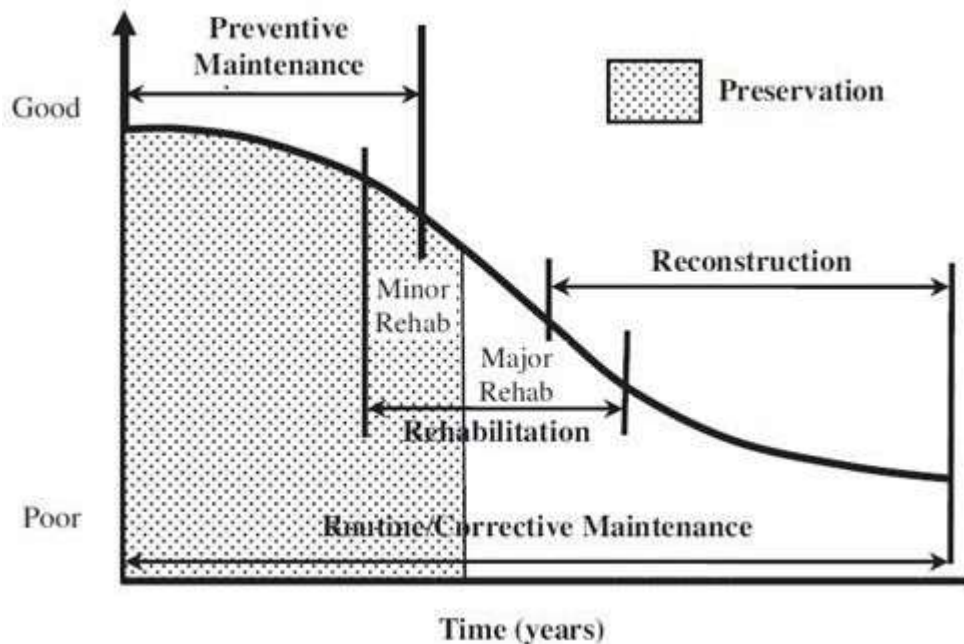 Preventive
Maintenance
Good
Preservation
Reconstruction
Minor
Rehab
Major
Rehab
Rehabilitation
Poor
Routine/Corrective Maintenance
Time (years)